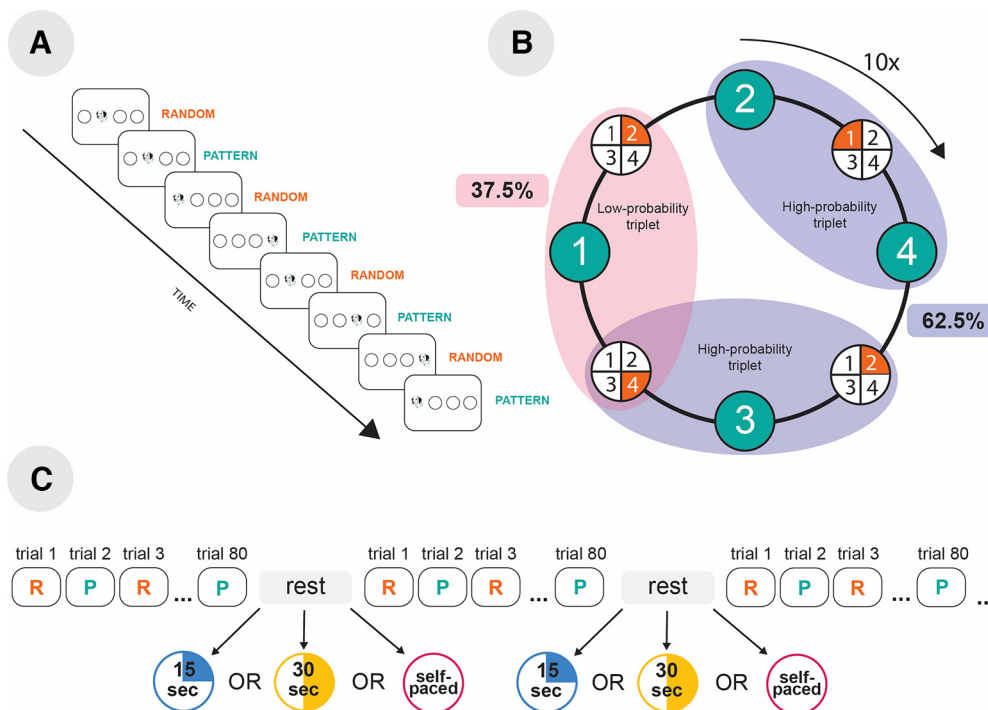 A
RANDOM
PATTERN
RANDOM
PATTERN
RANDOM
PATTERN
RANDOM
PATTERN
TIME
B
10x
2
1 2
3 4
1 2
3 4
37.5%
Low-probability
triplet
High-probability
triplet
1
4
62.5%
High-probability
triplet
1 2
3 4
1 2
3 4
3
C
trial 1 trial 2 trial 3 trial 80 trial 1 trial 2 trial 3 trial 80 trial 1 trial 2 trial 3 trial 80
R P R ... P rest R P R ... P rest R P R ... P ..
15 sec OR 30 sec OR self-paced 15 sec OR 30 sec OR self-paced